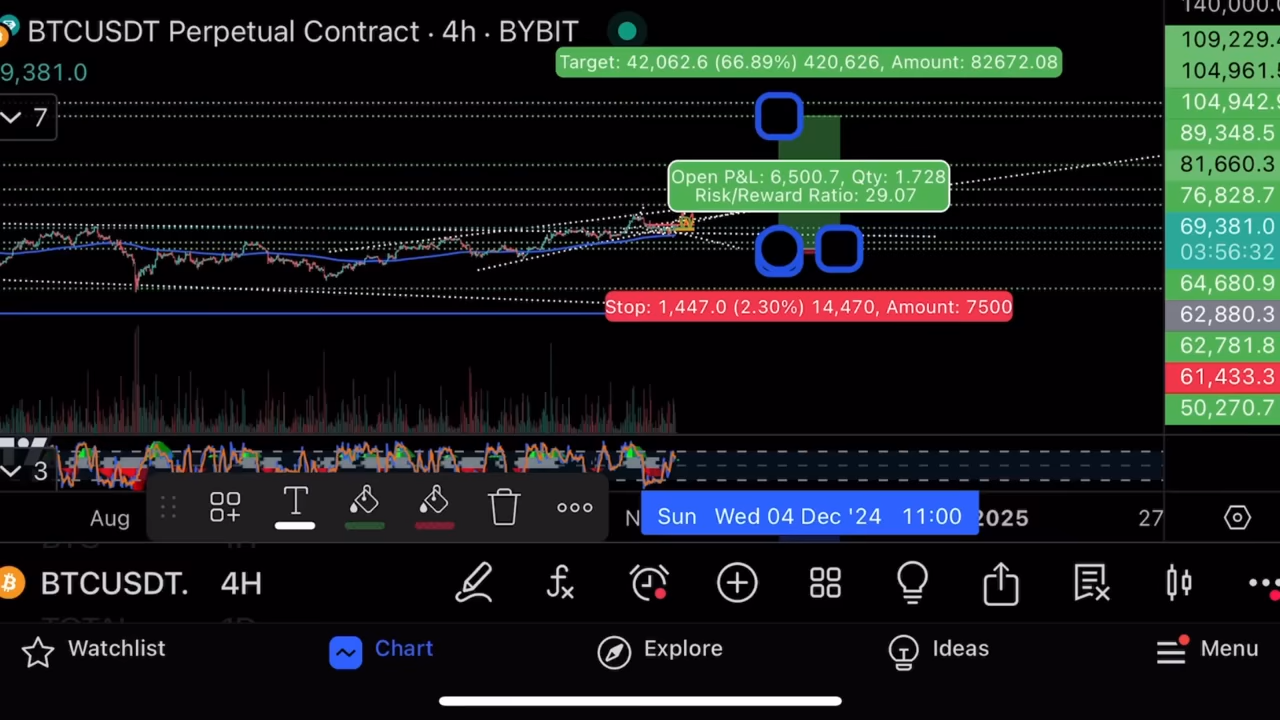 BTCUSDT Perpetual Contract · 4h · BYBIT
9,381.0
Target: 42,062.6 (66.89%) 420,626, Amount: 82672.08
7
Open P&L: 6,500.7, Qty: 1.728
Risk/Reward Ratio: 29.07
Stop: 1,447.0 (2.30%) 14,470, Amount: 7500
140,000.0
109,229.4
104,961.5
104,942.9
89,348.5
81,660.3
76,828.7
69,381.0
03:56:32
64,680.9
62,880.3
62,781.8
61,433.3
50,270.7
3
T
Aug
N
Sun Wed 04 Dec '24 11:00
2025
27
BTCUSDT. 4H
Watchlist
Chart
Explore
Ideas
Menu